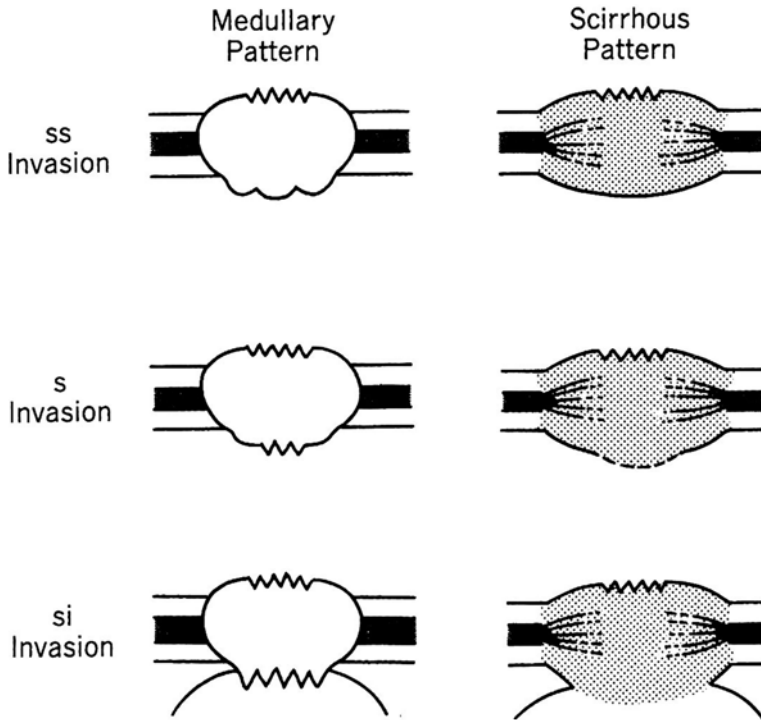 Medullary
Pattern
Scirrhous
Pattern
ss
Invasion
s
Invasion
si
Invasion